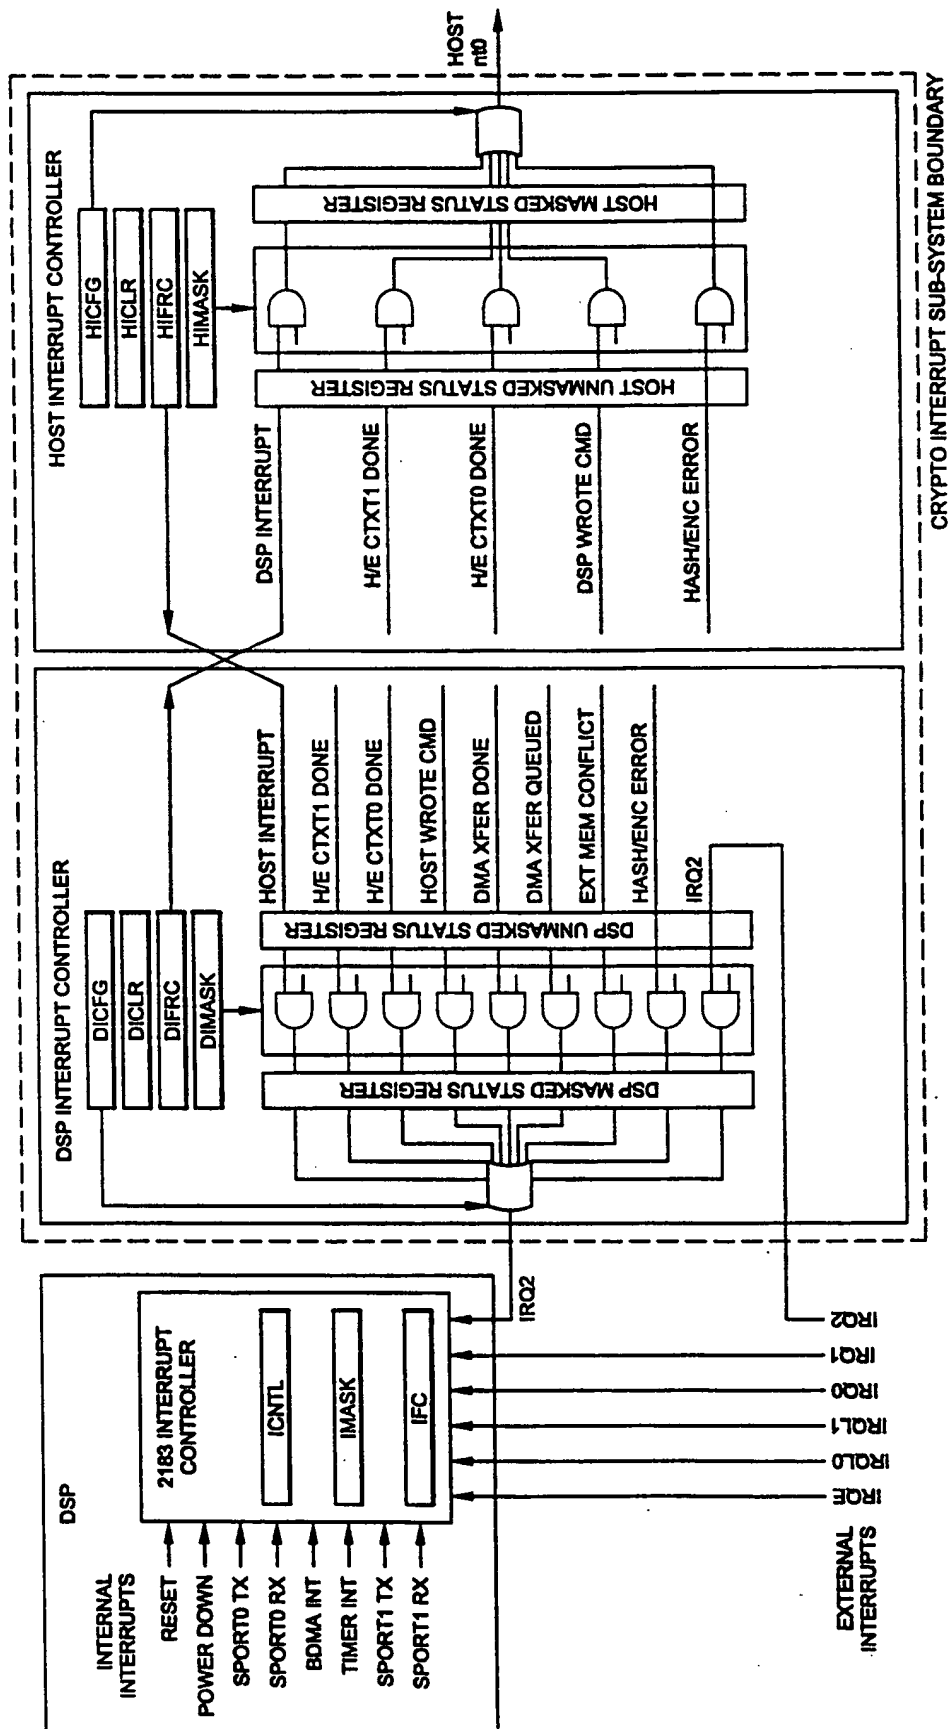 DSP
2183 INTERRUPT
CONTROLLER
ICNTL
IMASK
IFC
INTERNAL
INTERRUPTS
RESET
POWER DOWN
SPORT0 TX
SPORT0 RX
BDMA INT
TIMER INT
SPORT1 TX
SPORT1 RX
EXTERNAL
INTERRUPTS
IRQE
IRQL0
IRQL1
IRQ0
IRQ1
IRQ2
IRQ2
DSP INTERRUPT CONTROLLER
DICFG
DICLR
DIFRC
DIMASK
DSP MASKED STATUS REGISTER
DSP UNMASKED STATUS REGISTER
HOST INTERRUPT
H/E CTXT1 DONE
H/E CTXT0 DONE
HOST WROTE CMD
DMA XFER DONE
DMA XFER QUEUED
EXT MEM CONFLICT
HASH/ENC ERROR
IRQ2
HOST INTERRUPT CONTROLLER
HICFG
HICLR
HIFRC
HIMASK
DSP INTERRUPT
H/E CTXT1 DONE
H/E CTXT0 DONE
DSP WROTE CMD
HASH/ENC ERROR
HOST UNMASKED STATUS REGISTER
HOST MASKED STATUS REGISTER
HOST
nt0
CRYPTO INTERRUPT SUB-SYSTEM BOUNDARY